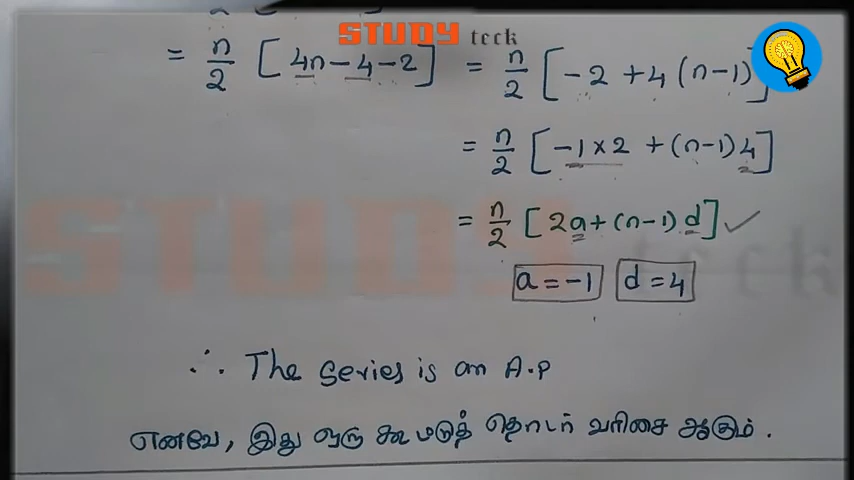 STUDY teck
= n/2 [4n-4-2] = n/2 [-2+4(n-1)]
= n/2 [-1×2+(n-1)4]
= n/2 [2a+(n-1)d] ✓
a=-1 d=4
∴ The series is an A.P
எனவே, இது ஒரு கூட்டுத் தொடர் வரிசை ஆகும்.